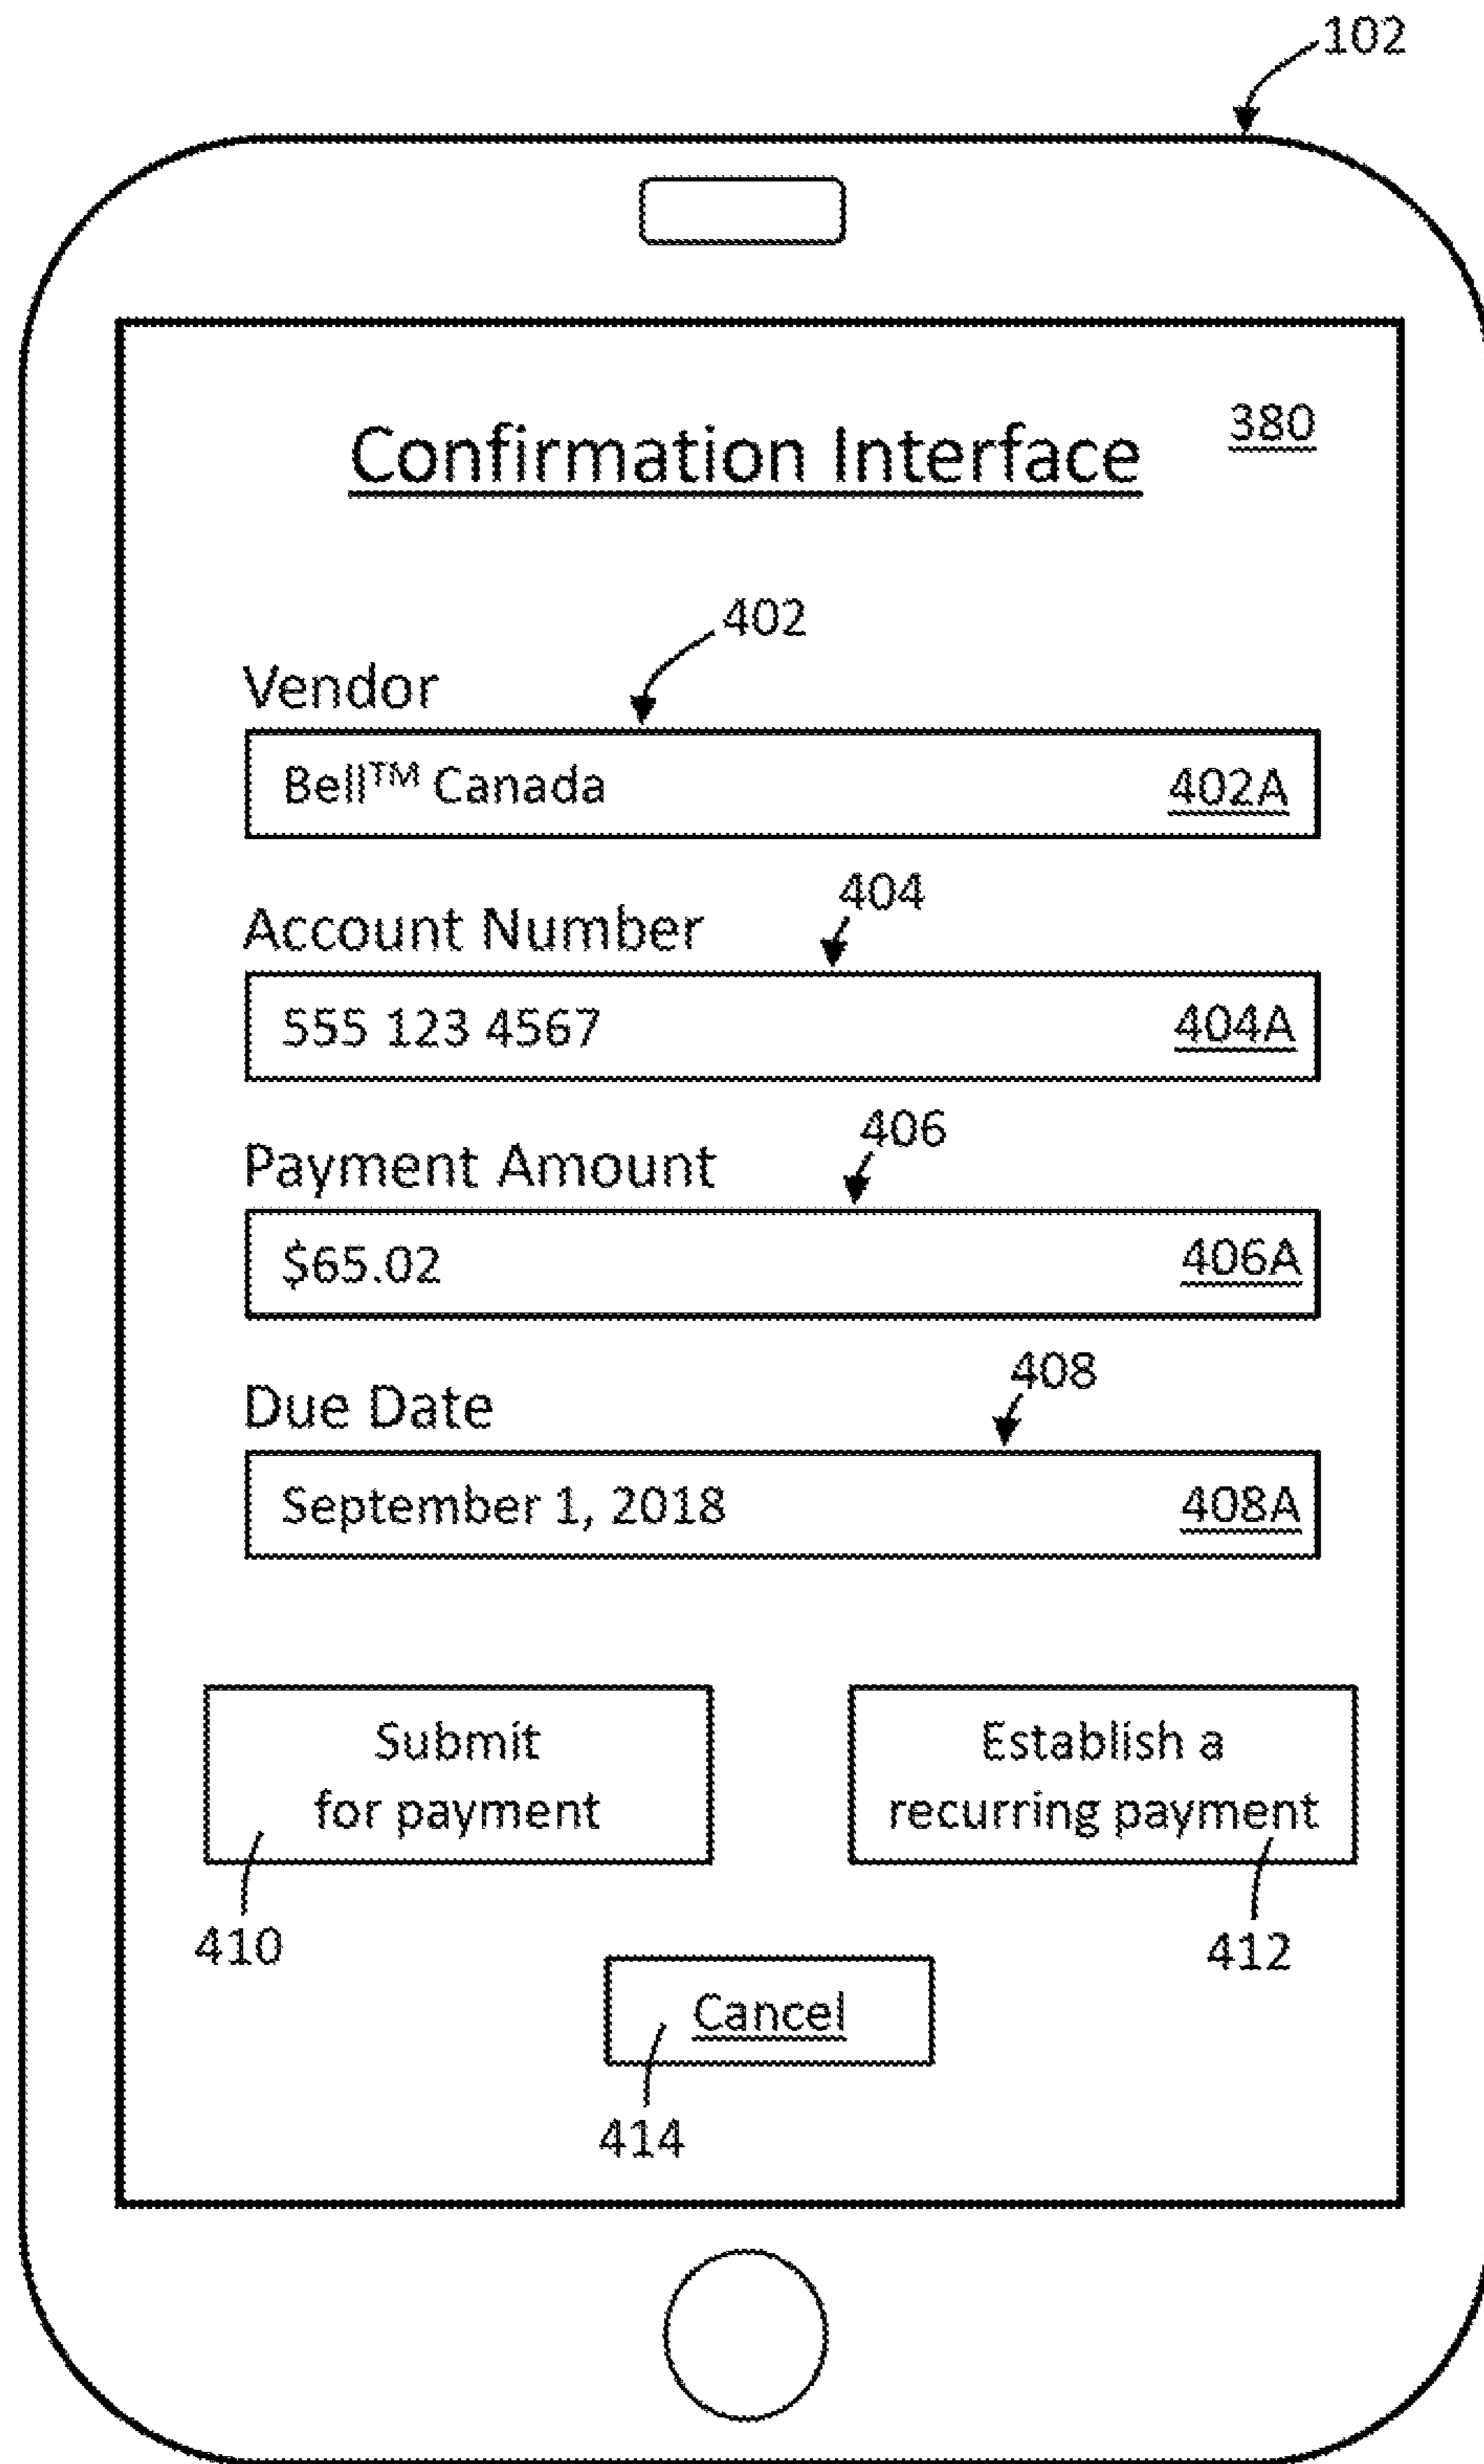 102
Confirmation Interface 380
402
Vendor
Bell™ Canada 402A
404
Account Number
555 123 4567 404A
406
Payment Amount
$65.02 406A
408
Due Date
September 1, 2018 408A
Submit
for payment
Establish a
recurring payment
410
412
Cancel
414